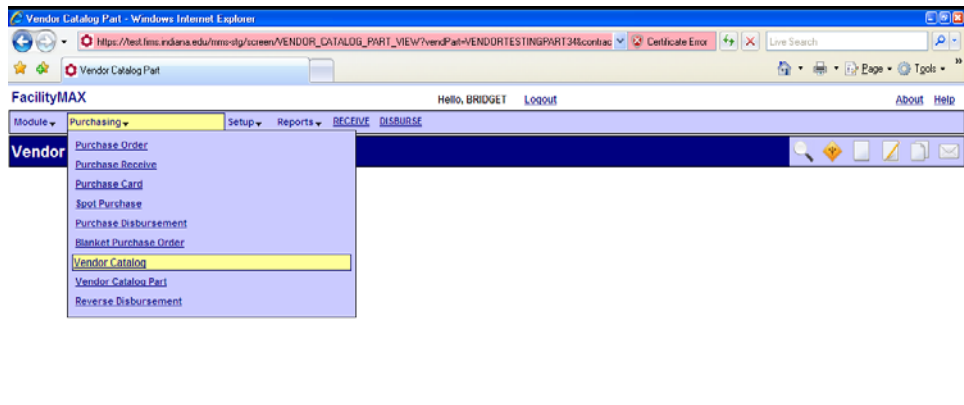 Vendor Catalog Part - Windows Internet Explorer
https://test.fms.indiana.edu/mms-stg/screen/VENDOR_CATALOG_PART_VIEW?vendPart=VENDORTESTINGPART34&contrac Certificate Error Live Search
Vendor Catalog Part Page Tools
FacilityMAX Hello, BRIDGET Logout About Help
Module Purchasing Setup Reports RECEIVE DISBURSE
Vendor
Purchase Order
Purchase Receive
Purchase Card
Spot Purchase
Purchase Disbursement
Blanket Purchase Order
Vendor Catalog
Vendor Catalog Part
Reverse Disbursement